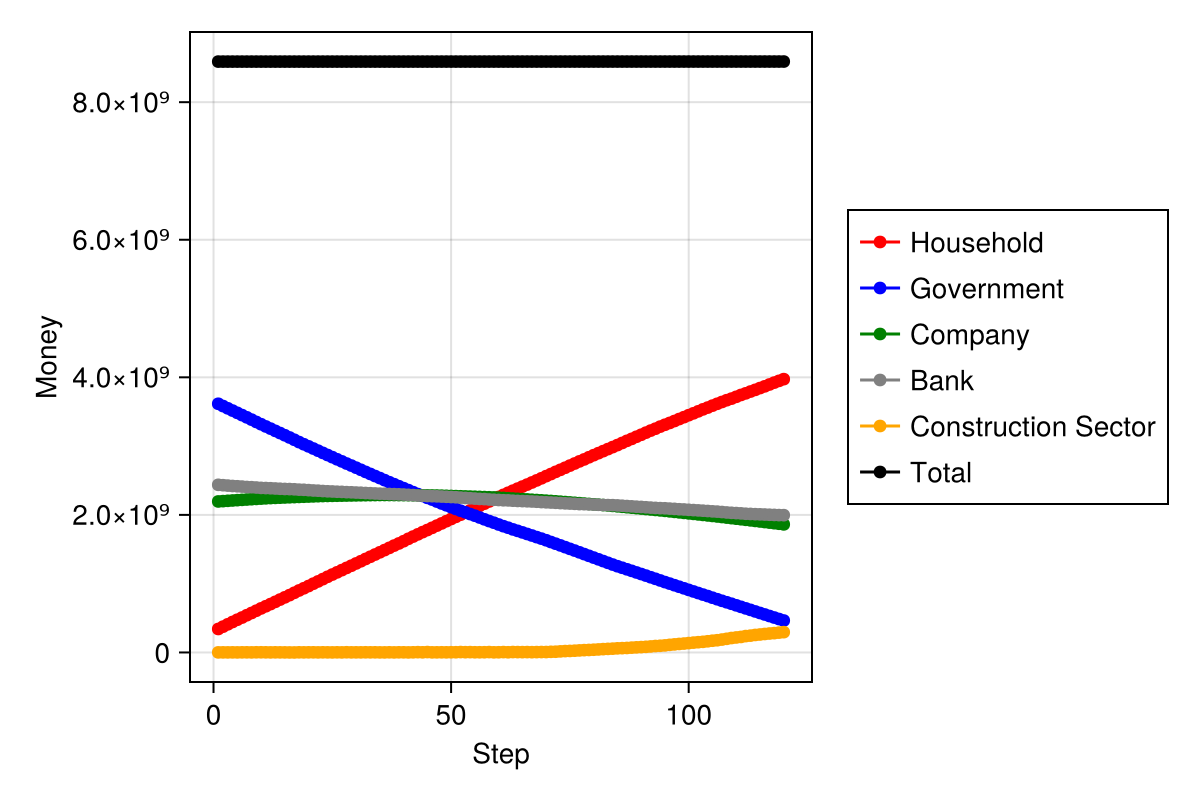 8.0×10⁹
6.0×10⁹
4.0×10⁹
2.0×10⁹
0
Money
0 50 100
Step
Household
Government
Company
Bank
Construction Sector
Total